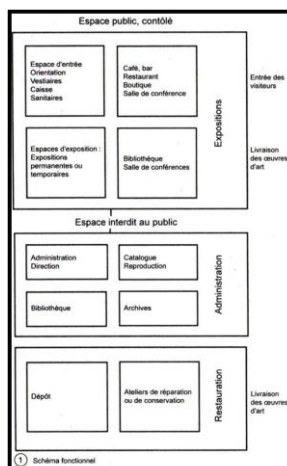 Espace public, contôlé
Espace d'entrée
Orientation
Vestiaires
Caisse
Sanitaires
Café, bar
Restaurant
Boutique
Salle de conférence
Entrée des
visiteurs
Espaces d'exposition :
Expositions
permanentes ou
temporaires
Bibliothèque
Salle de conférences
Expositions
Livraison
des œuvres
d'art
Espace interdit au public
Administration
Direction
Catalogue
Reproduction
Bibliothèque
Archives
Administration
Dépôt
Ateliers de réparation
ou de conservation
Restauration
Livraison
des œuvres
d'art
1 Schéma fonctionnel